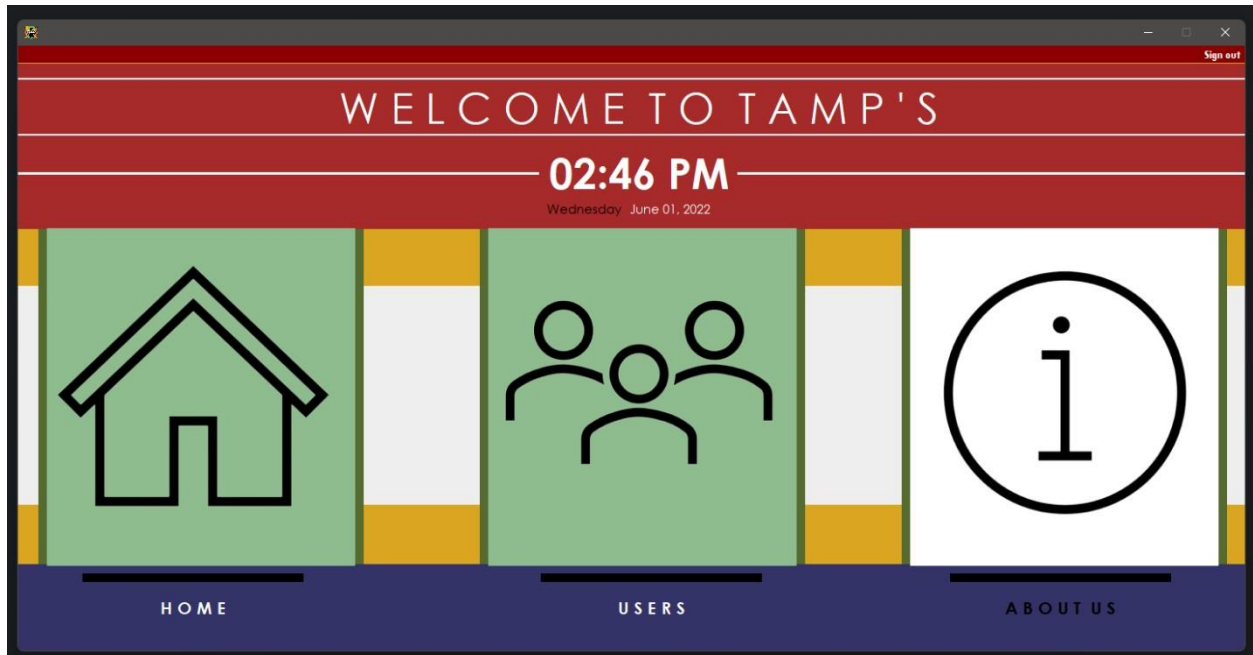 Sign out
WELCOME TO TAMP'S
02:46 PM
Wednesday June 01, 2022
HOME
USERS
ABOUT US